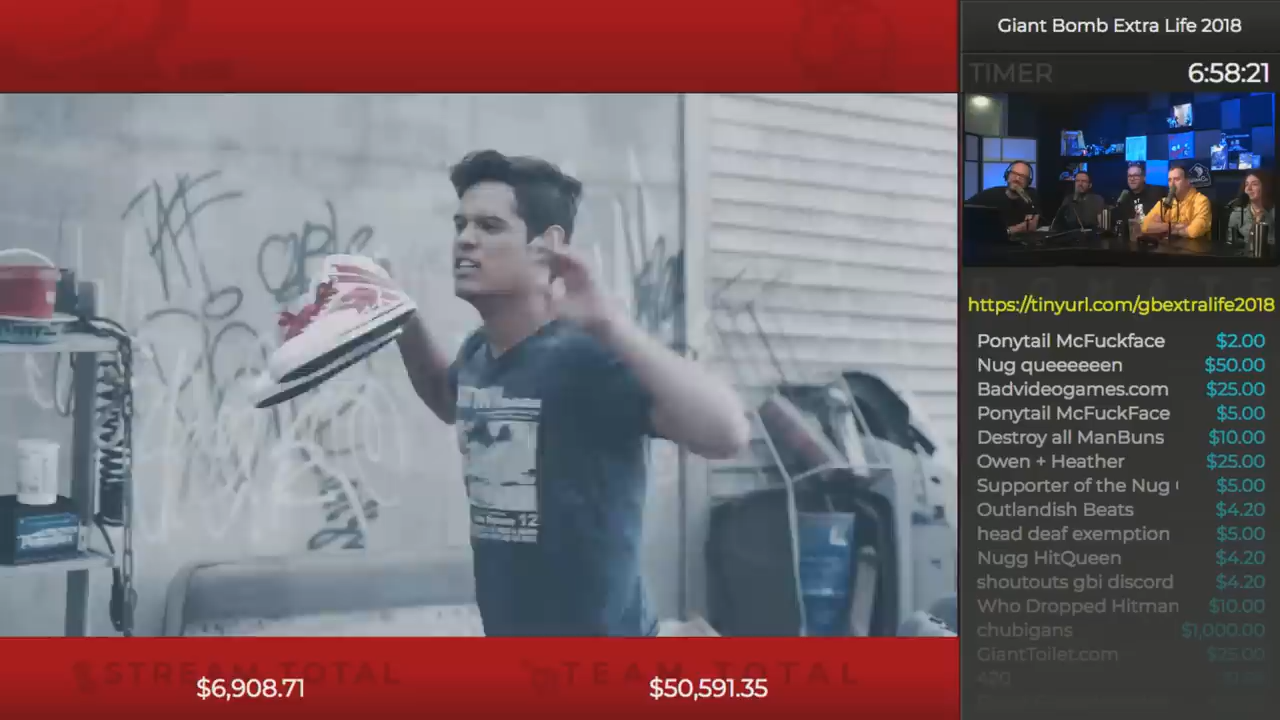 Giant Bomb Extra Life 2018
TIMER 6:58:21
https://tinyurl.com/gbextralife2018
Ponytail McFuckface $2.00
Nug queeeeeen $50.00
Badvideogames.com $25.00
Ponytail McFuckFace $5.00
Destroy all ManBuns $10.00
Owen + Heather $25.00
Supporter of the Nug $5.00
Outlandish Beats $4.20
head deaf exemption $5.00
Nugg HitQueen $4.20
shoutouts gbi discord $4.20
Who Dropped Hitman $10.00
chubigans $1,000.00
GiantToilet.com $25.00
420
12
STREAM TOTAL
$6,908.71
TEAM TOTAL
$50,591.35